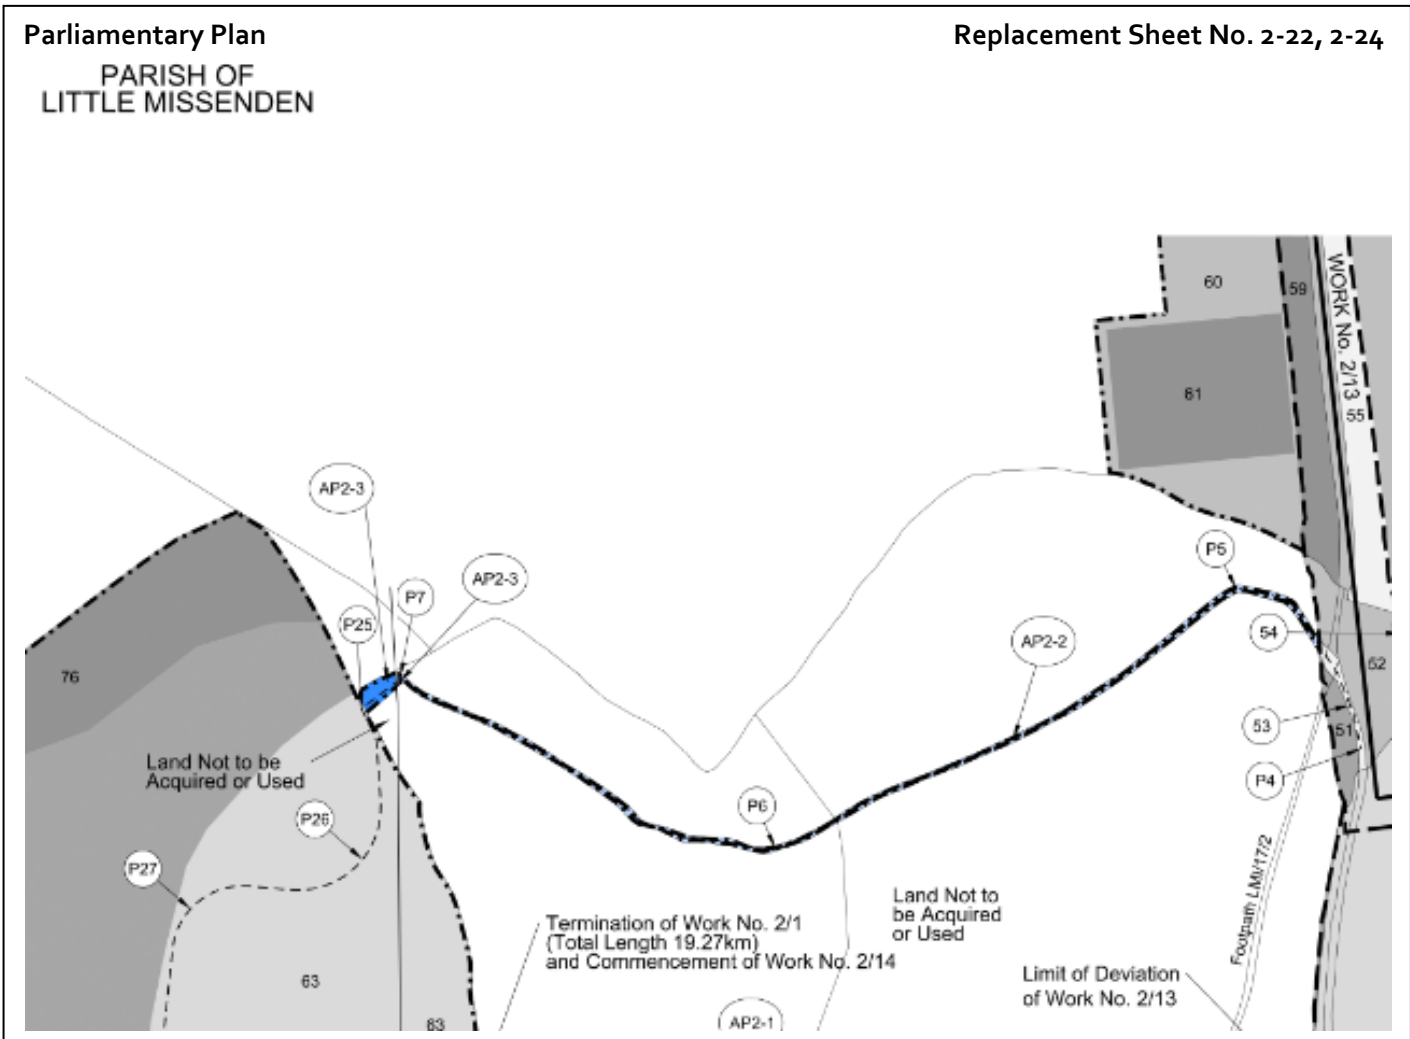 Parliamentary Plan
Replacement Sheet No. 2-22, 2-24
PARISH OF
LITTLE MISSENDEN
60
59
WORK No. 2/13
61
55
AP2-3
P5
AP2-3
P7
P25
54
AP2-2
52
76
53
51
Land Not to be
Acquired or Used
P4
P6
P26
Footpath LMI/17/2
P27
Land Not to
be Acquired
or Used
Termination of Work No. 2/1
(Total Length 19.27km)
and Commencement of Work No. 2/14
Limit of Deviation
of Work No. 2/13
63
63
AP2-1